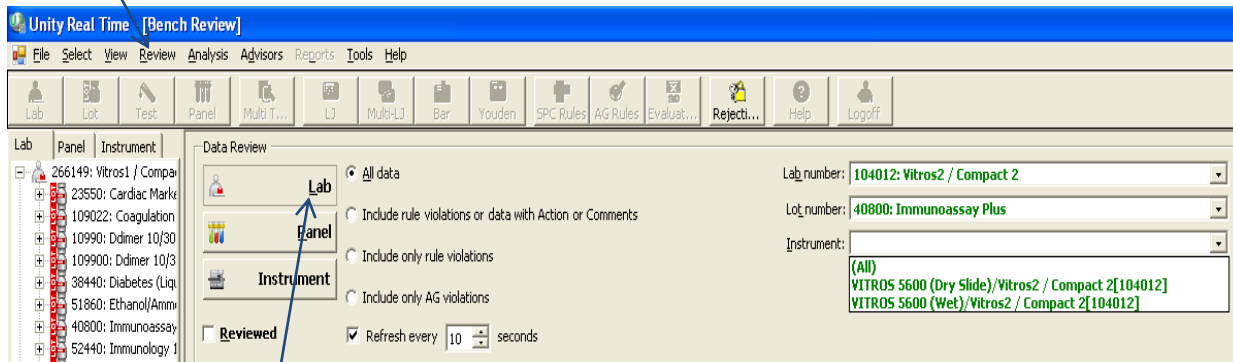 Unity Real Time - [Bench Review]
File Select View Review Analysis Advisors Reports Tools Help
Lab Lot Test Panel Multi T... LJ Multi-LJ Bar Youden SPC Rules AG Rules Evaluat... Rejecti... Help Logoff
Lab Panel Instrument
266149: Vitros1 / Compa
23550: Cardiac Marke
109022: Coagulation
10990: Ddimer 10/30
109900: Ddimer 10/3
38440: Diabetes (Liqu
51860: Ethanol/Amm
40800: Immunoassay
52440: Immunology 1
Data Review
Lab
Panel
Instrument
Reviewed
All data
Include rule violations or data with Action or Comments
Include only rule violations
Include only AG violations
Refresh every 10 seconds
Lab number: 104012: Vitros2 / Compact 2
Lot number: 40800: Immunoassay Plus
Instrument:
(All)
VITROS 5600 (Dry Slide)/Vitros2 / Compact 2[104012]
VITROS 5600 (Wet)/Vitros2 / Compact 2[104012]